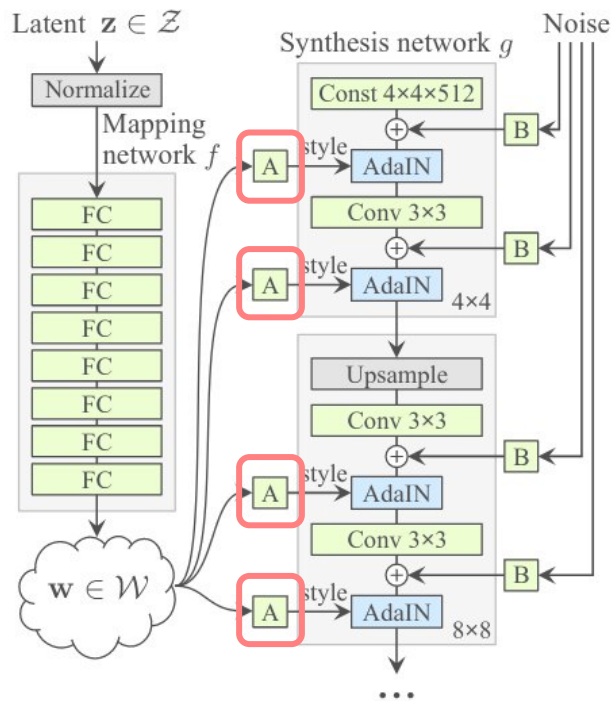 Latent z ∈ Z
Normalize
Mapping
network f
FC
FC
FC
FC
FC
FC
FC
FC
w ∈ W
A
style
A
style
A
style
A
style
Synthesis network g
Const 4×4×512
AdaIN
Conv 3×3
AdaIN
4×4
Upsample
Conv 3×3
AdaIN
Conv 3×3
AdaIN
8×8
...
Noise
B
B
B
B